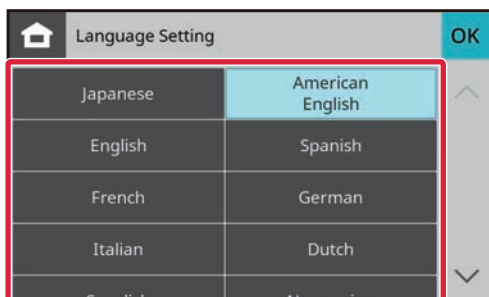 Language Setting
OK
Japanese
American
English
English
Spanish
French
German
Italian
Dutch